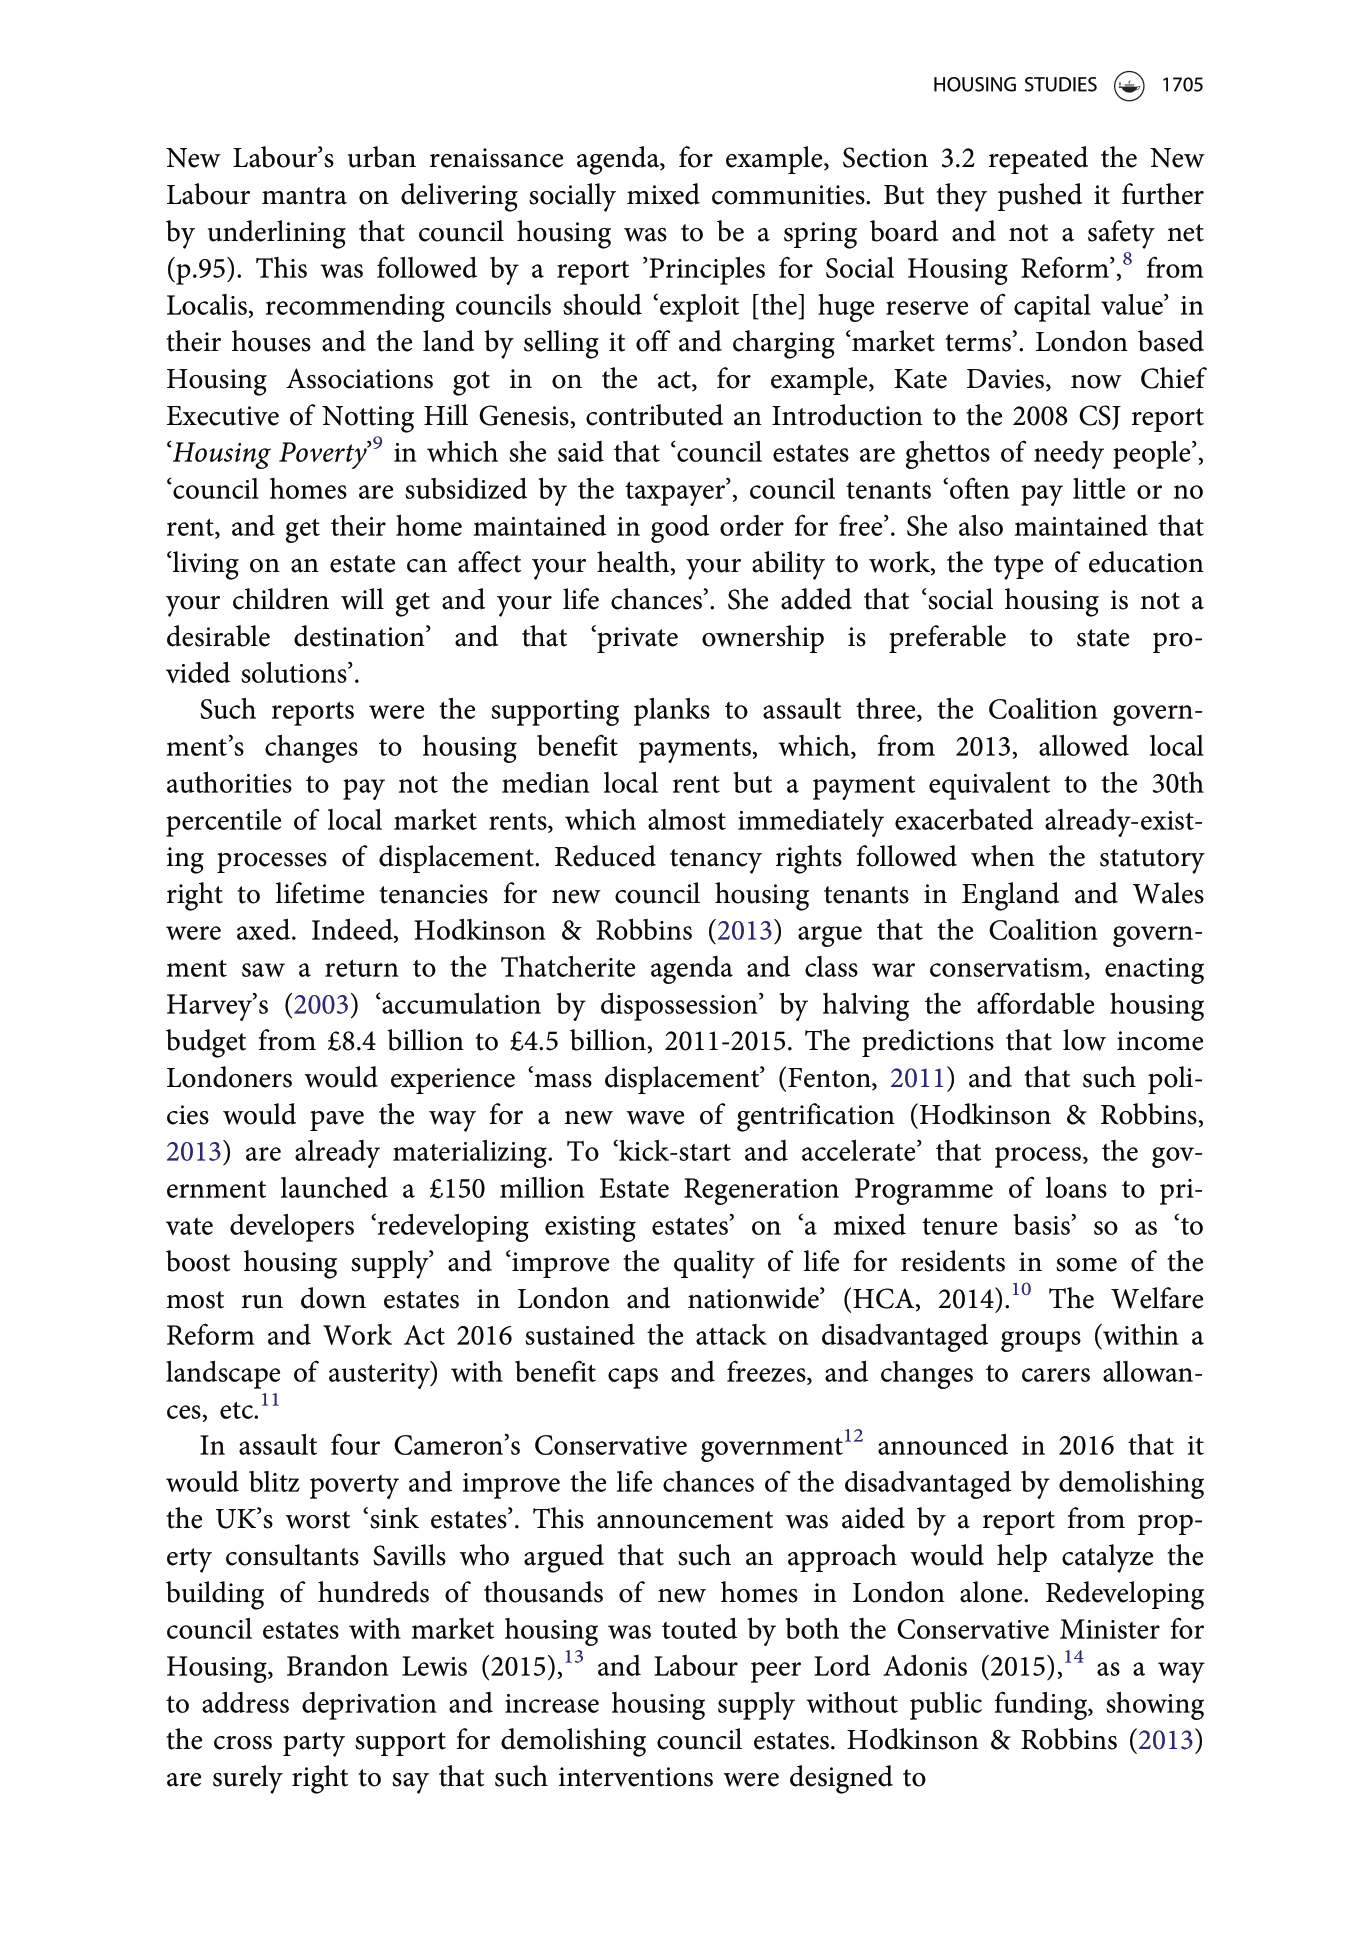 HOUSING STUDIES 1705
New Labour’s urban renaissance agenda, for example, Section 3.2 repeated the New
Labour mantra on delivering socially mixed communities. But they pushed it further
by underlining that council housing was to be a spring board and not a safety net
(p.95). This was followed by a report ’Principles for Social Housing Reform’,8 from
Localis, recommending councils should ‘exploit [the] huge reserve of capital value’ in
their houses and the land by selling it off and charging ‘market terms’. London based
Housing Associations got in on the act, for example, Kate Davies, now Chief
Executive of Notting Hill Genesis, contributed an Introduction to the 2008 CSJ report
‘Housing Poverty’9 in which she said that ‘council estates are ghettos of needy people’,
‘council homes are subsidized by the taxpayer’, council tenants ‘often pay little or no
rent, and get their home maintained in good order for free’. She also maintained that
‘living on an estate can affect your health, your ability to work, the type of education
your children will get and your life chances’. She added that ‘social housing is not a
desirable destination’ and that ‘private ownership is preferable to state pro-
vided solutions’.
Such reports were the supporting planks to assault three, the Coalition govern-
ment’s changes to housing benefit payments, which, from 2013, allowed local
authorities to pay not the median local rent but a payment equivalent to the 30th
percentile of local market rents, which almost immediately exacerbated already-exist-
ing processes of displacement. Reduced tenancy rights followed when the statutory
right to lifetime tenancies for new council housing tenants in England and Wales
were axed. Indeed, Hodkinson & Robbins (2013) argue that the Coalition govern-
ment saw a return to the Thatcherite agenda and class war conservatism, enacting
Harvey’s (2003) ‘accumulation by dispossession’ by halving the affordable housing
budget from £8.4 billion to £4.5 billion, 2011-2015. The predictions that low income
Londoners would experience ‘mass displacement’ (Fenton, 2011) and that such poli-
cies would pave the way for a new wave of gentrification (Hodkinson & Robbins,
2013) are already materializing. To ‘kick-start and accelerate’ that process, the gov-
ernment launched a £150 million Estate Regeneration Programme of loans to pri-
vate developers ‘redeveloping existing estates’ on ‘a mixed tenure basis’ so as ‘to
boost housing supply’ and ‘improve the quality of life for residents in some of the
most run down estates in London and nationwide’ (HCA, 2014).10 The Welfare
Reform and Work Act 2016 sustained the attack on disadvantaged groups (within a
landscape of austerity) with benefit caps and freezes, and changes to carers allowan-
ces, etc.11
In assault four Cameron’s Conservative government12 announced in 2016 that it
would blitz poverty and improve the life chances of the disadvantaged by demolishing
the UK’s worst ‘sink estates’. This announcement was aided by a report from prop-
erty consultants Savills who argued that such an approach would help catalyze the
building of hundreds of thousands of new homes in London alone. Redeveloping
council estates with market housing was touted by both the Conservative Minister for
Housing, Brandon Lewis (2015),13 and Labour peer Lord Adonis (2015),14 as a way
to address deprivation and increase housing supply without public funding, showing
the cross party support for demolishing council estates. Hodkinson & Robbins (2013)
are surely right to say that such interventions were designed to